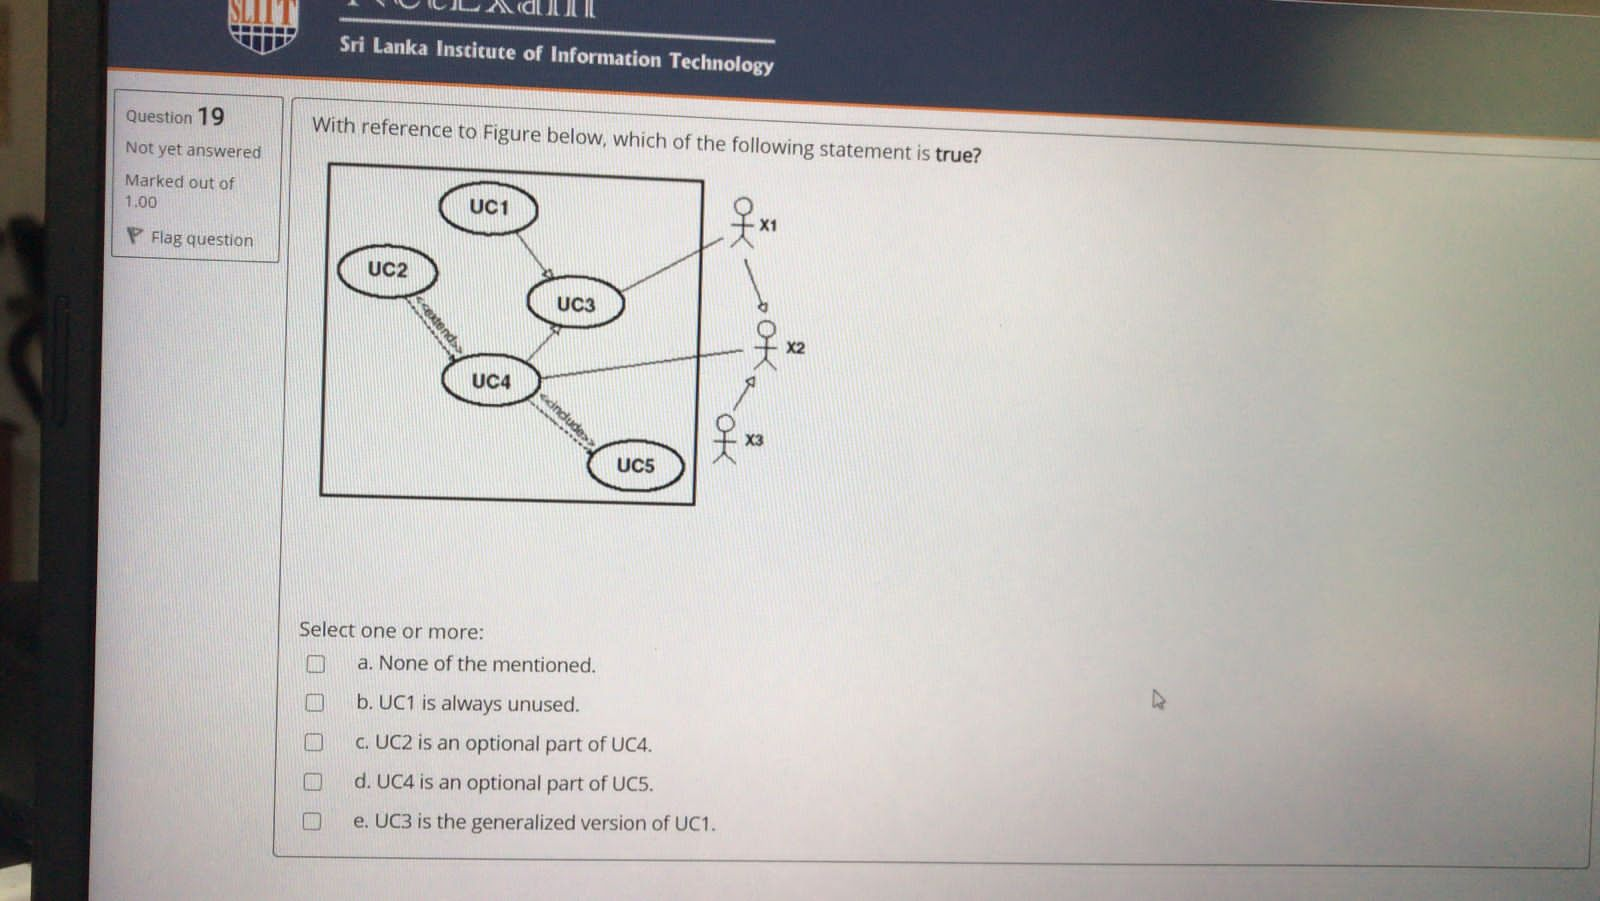 SLIIT
Sri Lanka Institute of Information Technology
Question 19
Not yet answered
Marked out of
1.00
Flag question
With reference to Figure below, which of the following statement is true?
UC1
X1
UC2
UC3
<<extend>>
X2
UC4
<<include>>
X3
UC5
Select one or more:
a. None of the mentioned.
b. UC1 is always unused.
c. UC2 is an optional part of UC4.
d. UC4 is an optional part of UC5.
e. UC3 is the generalized version of UC1.